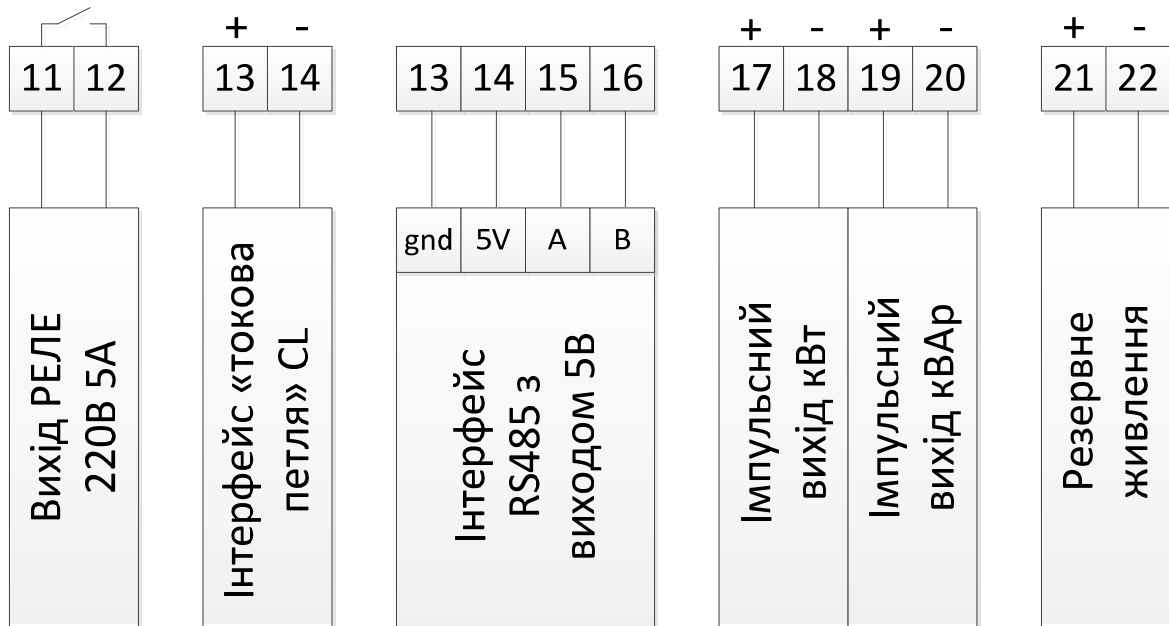 + - + - + - + -
11 12 13 14 13 14 15 16 17 18 19 20 21 22
gnd 5V A B
Вихід РЕЛЕ
220В 5А
Інтерфейс «токова
петля» CL
Інтерфейс
RS485 з
виходом 5В
Імпульсний
вихід кВт
Імпульсний
вихід кВАр
Резервне
живлення